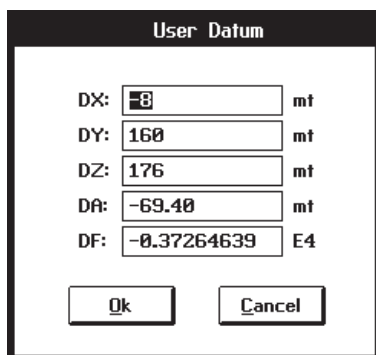 User Datum
DX: -8 mt
DY: 160 mt
DZ: 176 mt
DA: -69.40 mt
DF: -0.37264639 E4
Ok Cancel